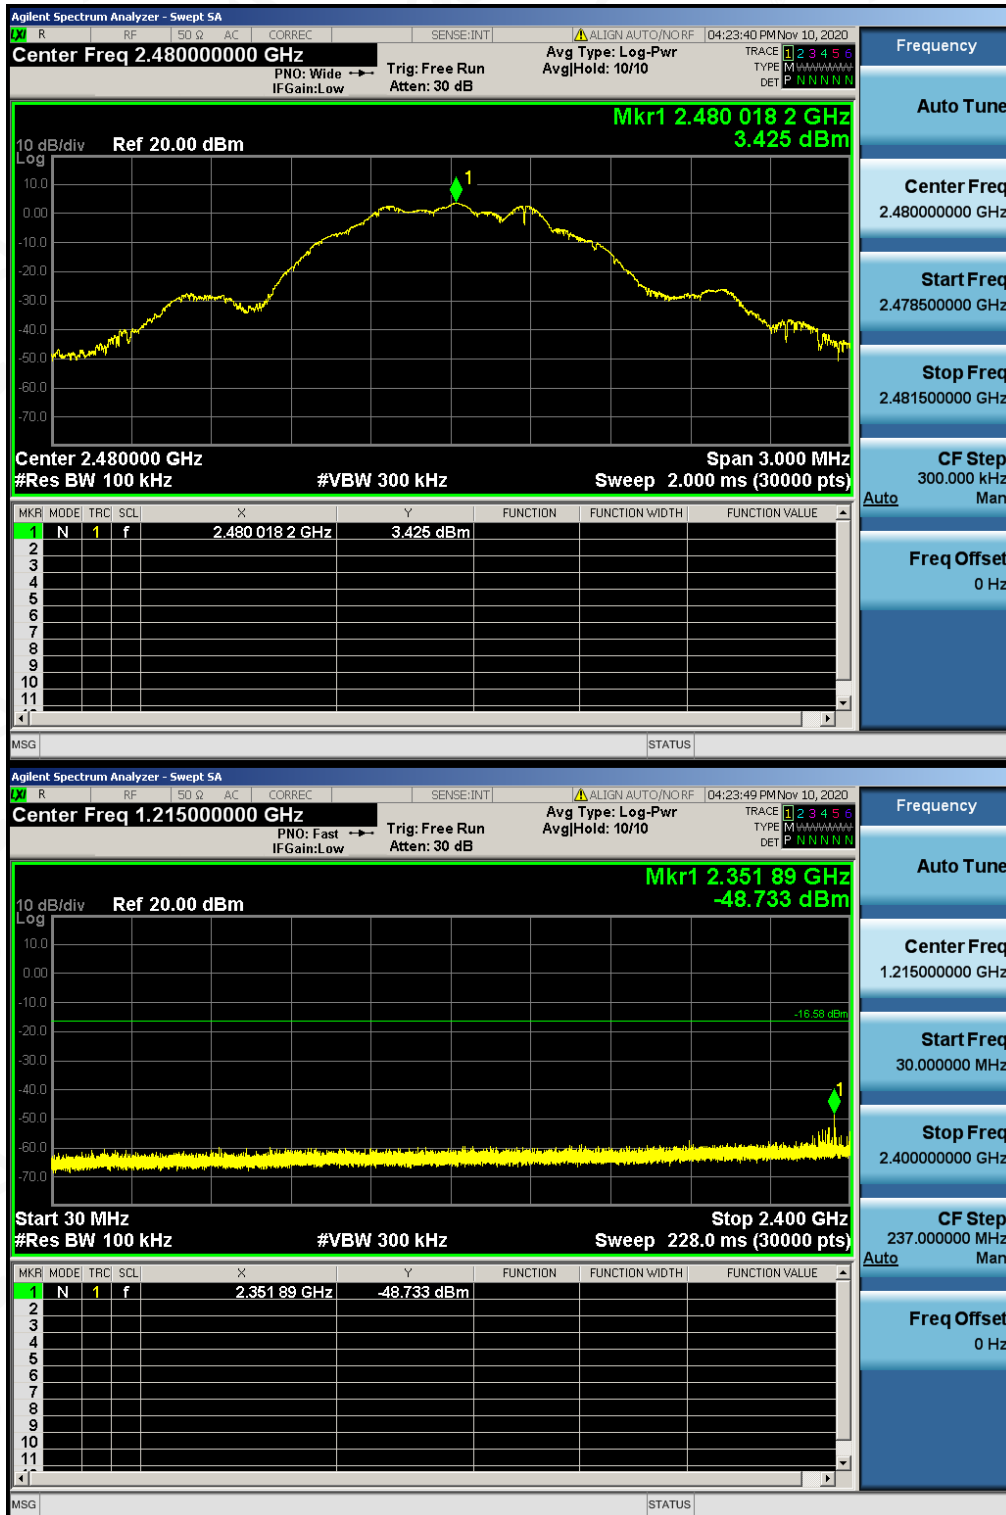 Agilent Spectrum Analyzer - Swept SA
LXI R RF 50 Ω AC CORREC SENSE:INT ALIGN AUTO/NO RF 04:23:40 PM Nov 10, 2020
Center Freq 2.480000000 GHz
PNO: Wide
IFGain:Low
Trig: Free Run
Atten: 30 dB
Avg Type: Log-Pwr
Avg|Hold: 10/10
TRACE 1 2 3 4 5 6
TYPE M WWWWW
DET P N N N N N
Frequency
Auto Tune
Mkr1 2.480 018 2 GHz
3.425 dBm
10 dB/div Ref 20.00 dBm
Log
1
10.0
0.00
-10.0
-20.0
-30.0
-40.0
-50.0
-60.0
-70.0
Center Freq
2.480000000 GHz
Start Freq
2.478500000 GHz
Stop Freq
2.481500000 GHz
CF Step
300.000 kHz
Auto Man
Freq Offset
0 Hz
Center 2.480000 GHz Span 3.000 MHz
#Res BW 100 kHz #VBW 300 kHz Sweep 2.000 ms (30000 pts)
MKR MODE TRC SCL X Y FUNCTION FUNCTION WIDTH FUNCTION VALUE
1 N 1 f 2.480 018 2 GHz 3.425 dBm
2
3
4
5
6
7
8
9
10
11
MSG STATUS
Agilent Spectrum Analyzer - Swept SA
LXI R RF 50 Ω AC CORREC SENSE:INT ALIGN AUTO/NO RF 04:23:49 PM Nov 10, 2020
Center Freq 1.215000000 GHz
PNO: Fast
IFGain:Low
Trig: Free Run
Atten: 30 dB
Avg Type: Log-Pwr
Avg|Hold: 10/10
TRACE 1 2 3 4 5 6
TYPE M WWWWW
DET P N N N N N
Frequency
Auto Tune
Mkr1 2.351 89 GHz
-48.733 dBm
10 dB/div Ref 20.00 dBm
Log
10.0
0.00
-10.0
-16.58 dBm
-20.0
-30.0
-40.0
1
-50.0
-60.0
-70.0
Center Freq
1.215000000 GHz
Start Freq
30.000000 MHz
Stop Freq
2.400000000 GHz
CF Step
237.000000 MHz
Auto Man
Freq Offset
0 Hz
Start 30 MHz Stop 2.400 GHz
#Res BW 100 kHz #VBW 300 kHz Sweep 228.0 ms (30000 pts)
MKR MODE TRC SCL X Y FUNCTION FUNCTION WIDTH FUNCTION VALUE
1 N 1 f 2.351 89 GHz -48.733 dBm
2
3
4
5
6
7
8
9
10
11
MSG STATUS